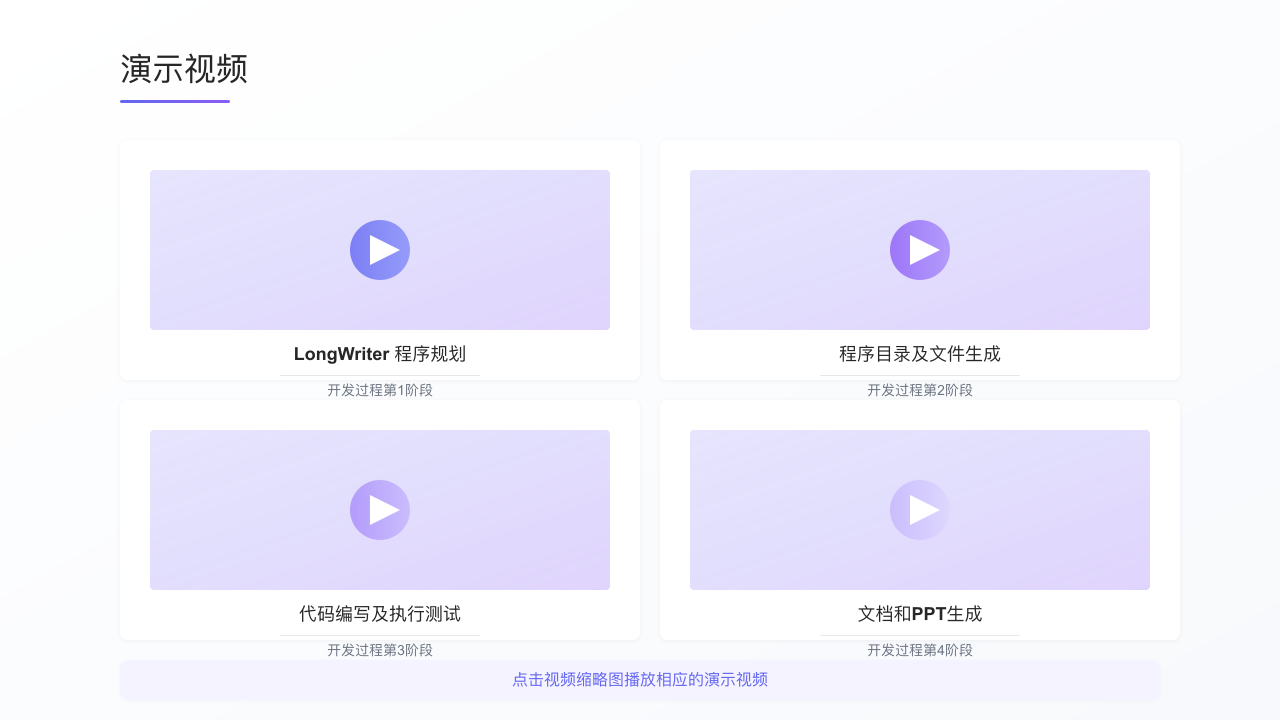 演示视频
LongWriter 程序规划
开发过程第1阶段
程序目录及文件生成
开发过程第2阶段
代码编写及执行测试
开发过程第3阶段
文档和PPT生成
开发过程第4阶段
点击视频缩略图播放相应的演示视频